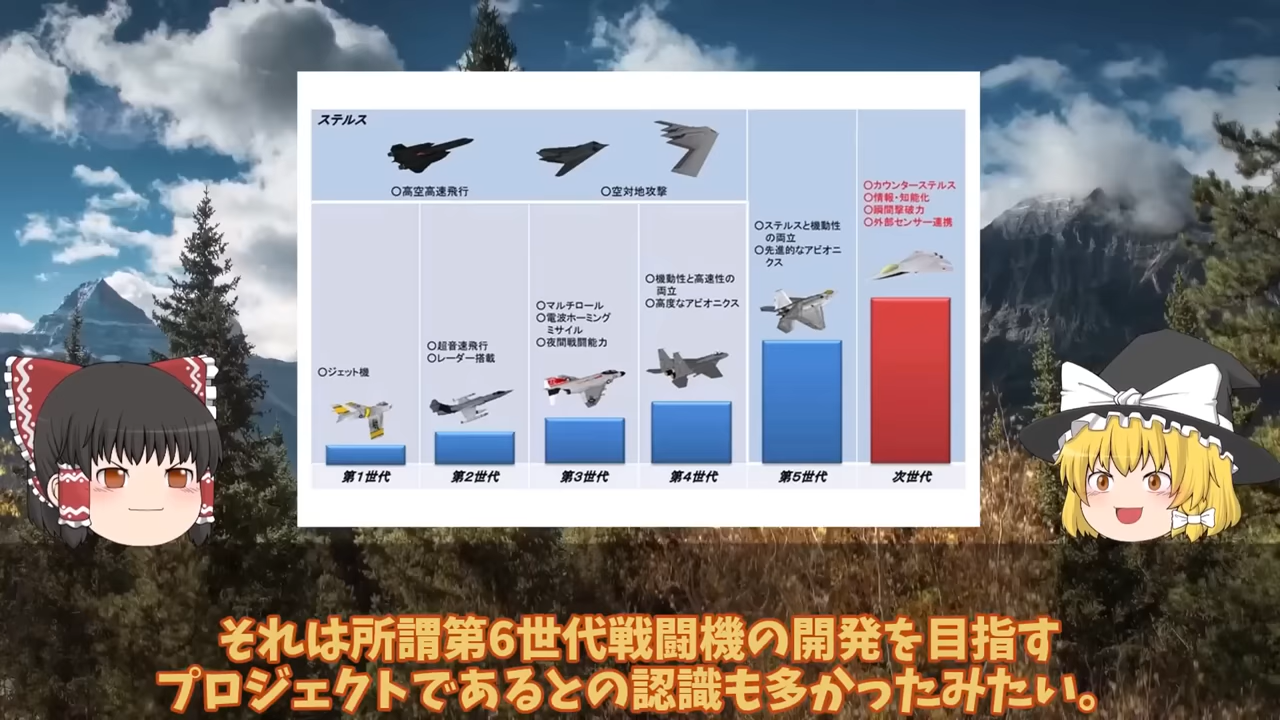 ステルス
○高空高速飛行
○空対地攻撃
○ジェット機
○超音速飛行
○レーダー搭載
○マルチロール
○電波ホーミング
ミサイル
○夜間戦闘能力
○機動性と高速性の
両立
○高度なアビオニクス
○ステルスと機動性
の両立
○先進的なアビオニ
クス
○カウンターステルス
○情報・知能化
○瞬間撃破力
○外部センサー連携
第1世代
第2世代
第3世代
第4世代
第5世代
次世代
それは所謂第6世代戦闘機の開発を目指す
プロジェクトであるとの認識も多かったみたい。